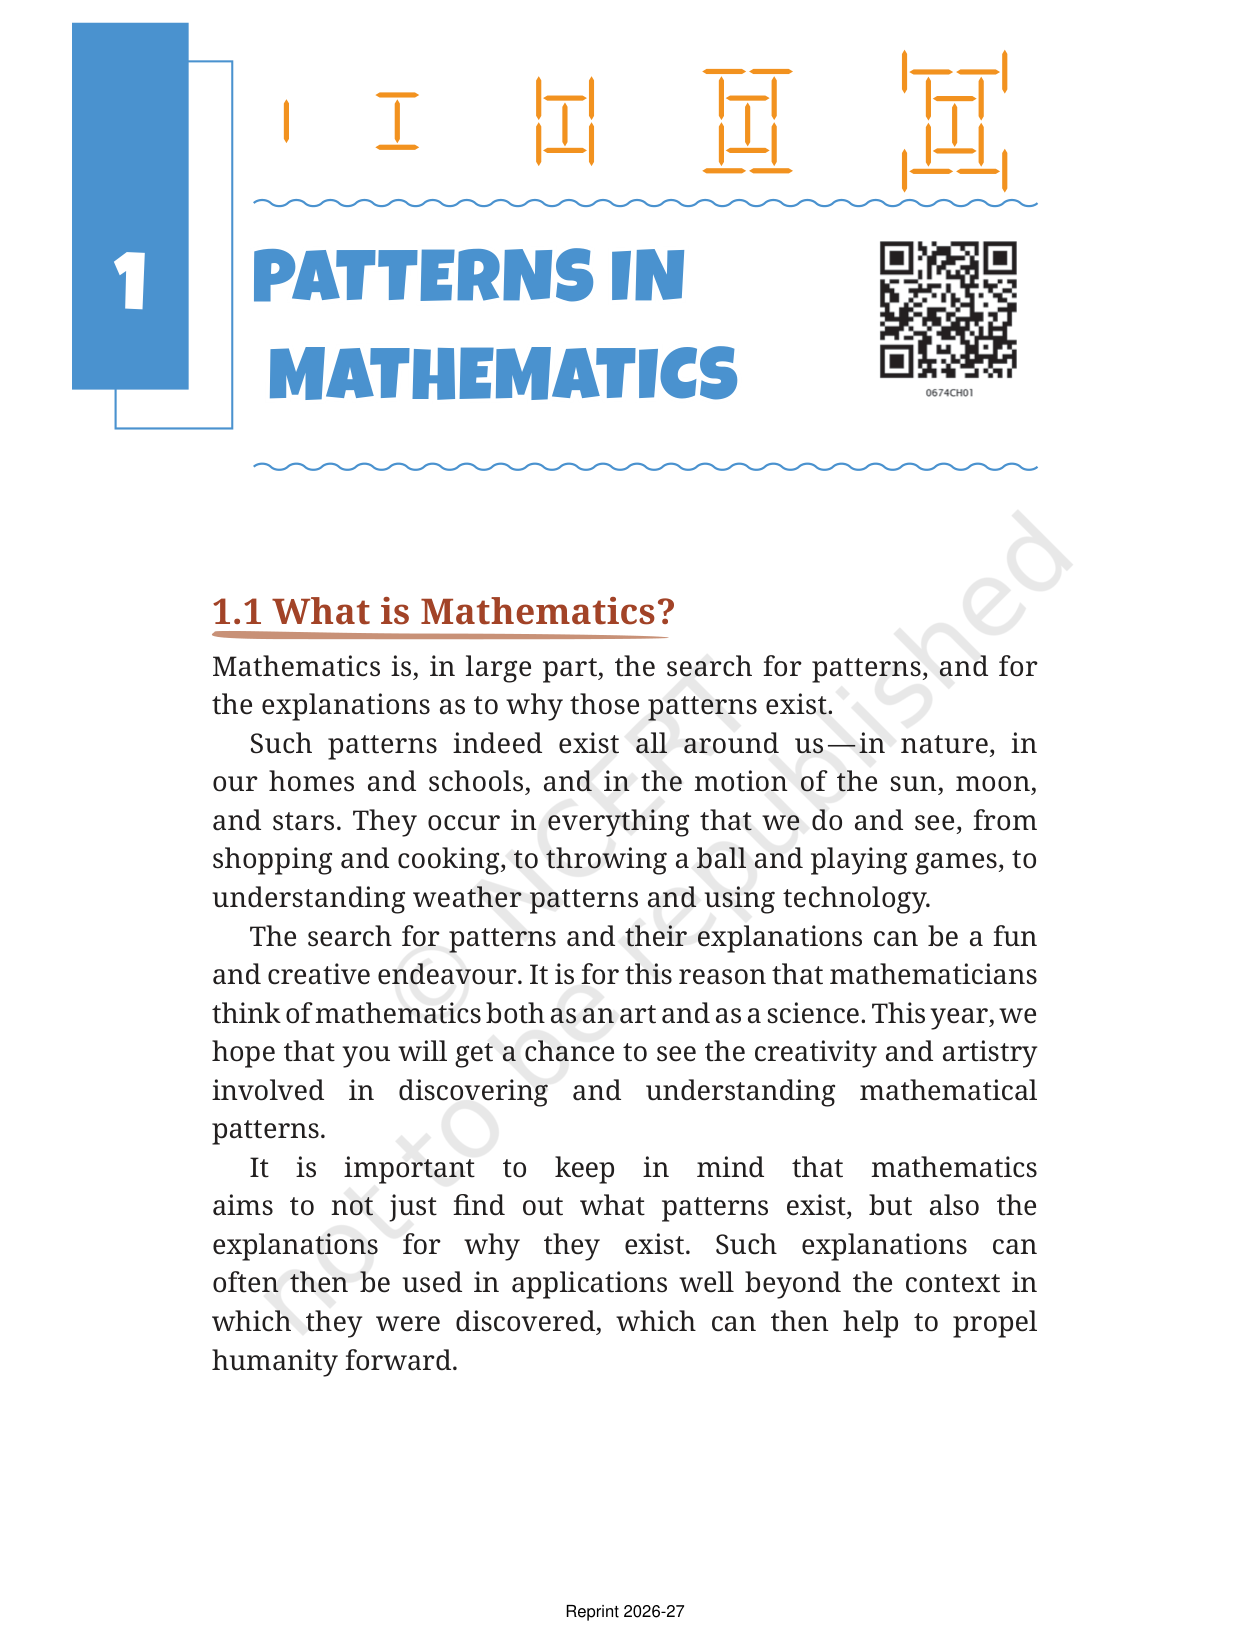 1
PATTERNS IN
MATHEMATICS
0674CH01
1.1 What is Mathematics?
Mathematics is, in large part, the search for patterns, and for
the explanations as to why those patterns exist.
Such patterns indeed exist all around us—in nature, in
our homes and schools, and in the motion of the sun, moon,
and stars. They occur in everything that we do and see, from
shopping and cooking, to throwing a ball and playing games, to
understanding weather patterns and using technology.
The search for patterns and their explanations can be a fun
and creative endeavour. It is for this reason that mathematicians
think of mathematics both as an art and as a science. This year, we
hope that you will get a chance to see the creativity and artistry
involved in discovering and understanding mathematical
patterns.
It is important to keep in mind that mathematics
aims to not just find out what patterns exist, but also the
explanations for why they exist. Such explanations can
often then be used in applications well beyond the context in
which they were discovered, which can then help to propel
humanity forward.
© NCERT
not to be republished
Reprint 2026-27